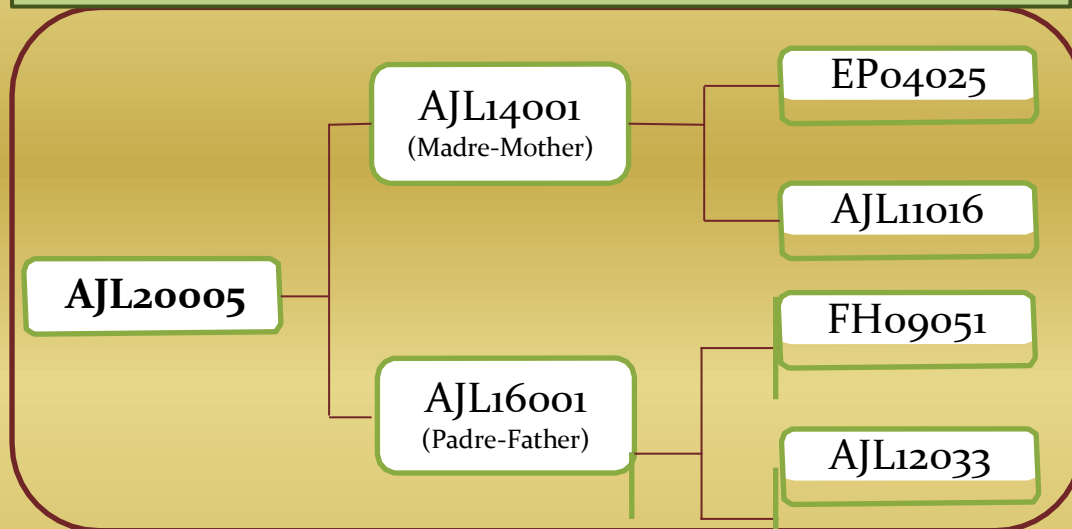 EP04025
AJL14001
(Madre-Mother)
AJL11016
AJL20005
FH09051
AJL16001
(Padre-Father)
AJL12033